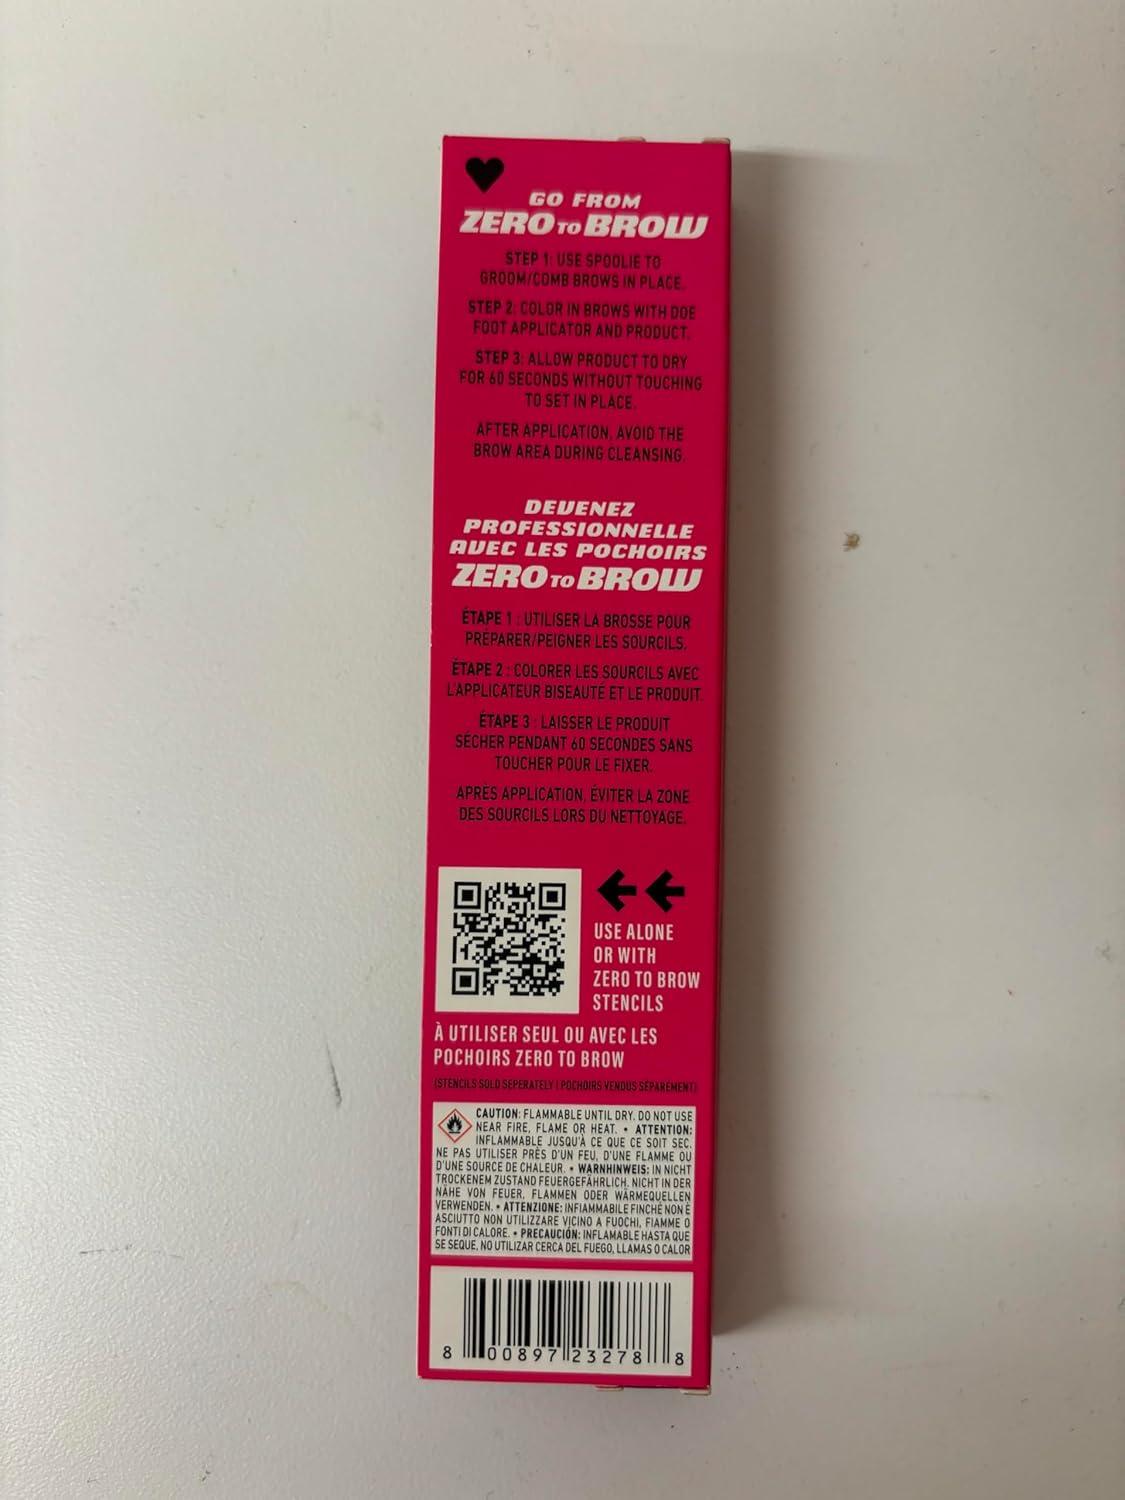 GO FROM
ZERO TO BROW
STEP 1: USE SPOOLIE TO
GROOM/COMB BROWS IN PLACE.
STEP 2: COLOR IN BROWS WITH DOE
FOOT APPLICATOR AND PRODUCT.
STEP 3: ALLOW PRODUCT TO DRY
FOR 60 SECONDS WITHOUT TOUCHING
TO SET IN PLACE.
AFTER APPLICATION, AVOID THE
BROW AREA DURING CLEANSING.
DEVENEZ
PROFESSIONNELLE
AVEC LES POCHOIRS
ZERO TO BROW
ÉTAPE 1 : UTILISER LA BROSSE POUR
PRÉPARER/PEIGNER LES SOURCILS.
ÉTAPE 2 : COLORER LES SOURCILS AVEC
L'APPLICATEUR BISEAUTÉ ET LE PRODUIT.
ÉTAPE 3 : LAISSER LE PRODUIT
SÉCHER PENDANT 60 SECONDES SANS
TOUCHER POUR LE FIXER.
APRÈS APPLICATION, ÉVITER LA ZONE
DES SOURCILS LORS DU NETTOYAGE.
USE ALONE
OR WITH
ZERO TO BROW
STENCILS
À UTILISER SEUL OU AVEC LES
POCHOIRS ZERO TO BROW
(STENCILS SOLD SEPERATELY | POCHOIRS VENDUS SÉPARÉMENT)
CAUTION: FLAMMABLE UNTIL DRY. DO NOT USE
NEAR FIRE, FLAME OR HEAT. • ATTENTION:
INFLAMMABLE JUSQU'À CE QUE CE SOIT SEC.
NE PAS UTILISER PRÈS D'UN FEU, D'UNE FLAMME OU
D'UNE SOURCE DE CHALEUR. • WARNHINWEIS: IN NICHT
TROCKENEM ZUSTAND FEUERGEFÄHRLICH. NICHT IN DER
NÄHE VON FEUER, FLAMMEN ODER WÄRMEQUELLEN
VERWENDEN. • ATTENZIONE: INFIAMMABILE FINCHÉ NON È
ASCIUTTO NON UTILIZZARE VICINO A FUOCHI, FIAMME O
FONTI DI CALORE. • PRECAUCIÓN: INFLAMABLE HASTA QUE
SE SEQUE, NO UTILIZAR CERCA DEL FUEGO, LLAMAS O CALOR
8 00897 23278 8